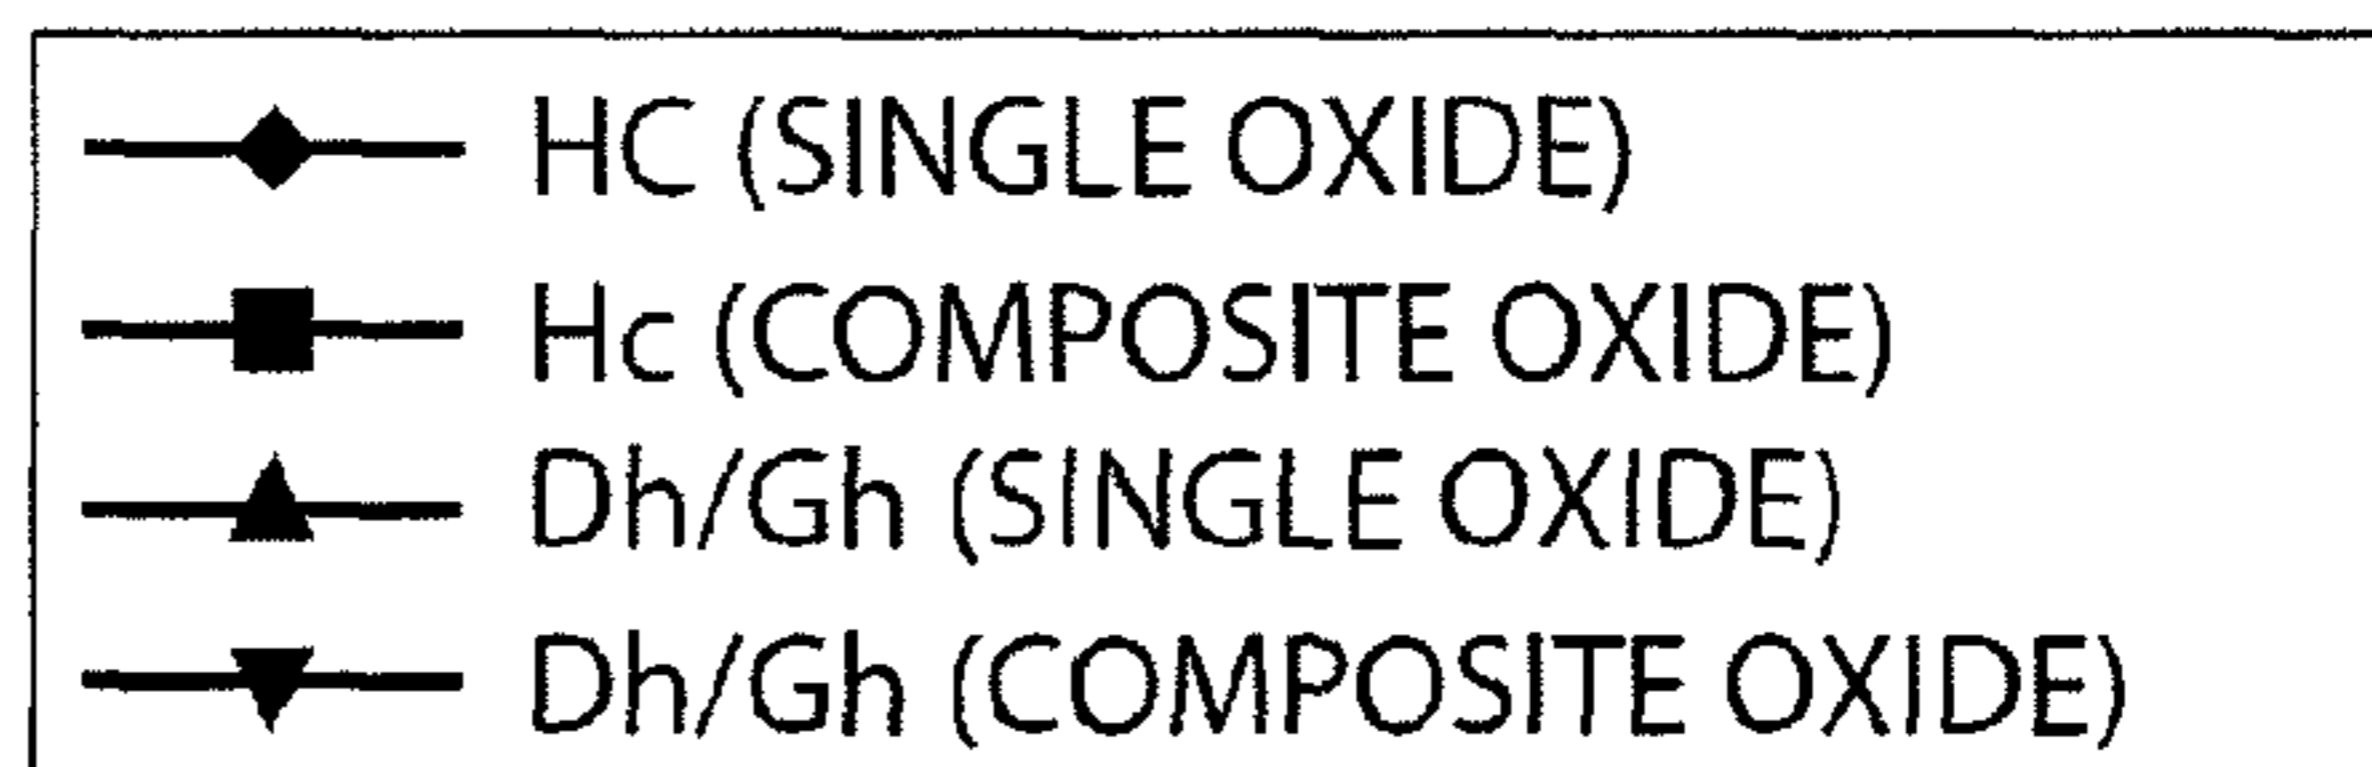 HC (SINGLE OXIDE)
Hc (COMPOSITE OXIDE)
Dh/Gh (SINGLE OXIDE)
Dh/Gh (COMPOSITE OXIDE)